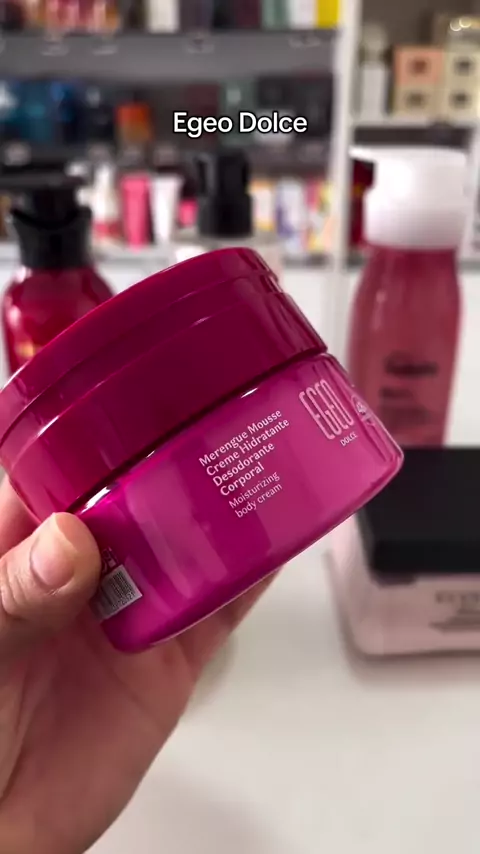 Egeo Dolce
Merengue Mousse
Creme Hidratante
Desodorante
Corporal
Moisturizing
body cream
EGEO
DOLCE